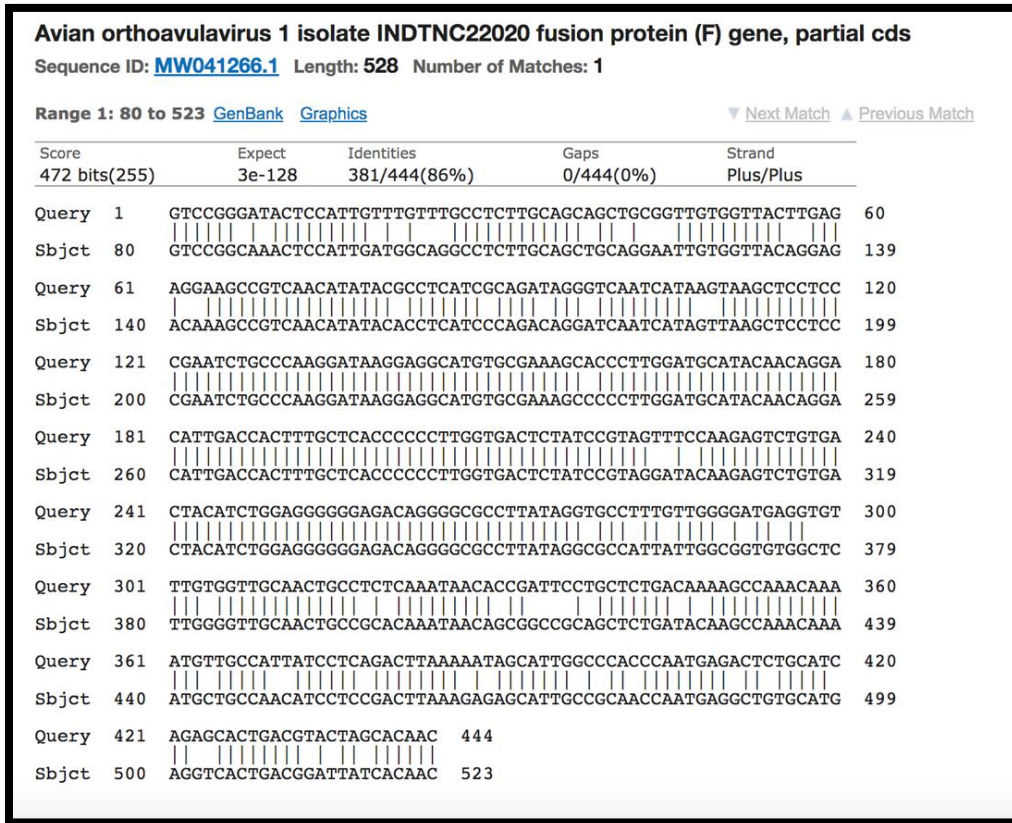 Avian orthoavulavirus 1 isolate INDTNC22020 fusion protein (F) gene, partial cds
Sequence ID: MW041266.1 Length: 528 Number of Matches: 1
Range 1: 80 to 523 GenBank Graphics ▼ Next Match ▲ Previous Match
Score Expect Identities Gaps Strand
472 bits(255) 3e-128 381/444(86%) 0/444(0%) Plus/Plus
Query 1 GTCCGGGATACTCCATTGTTTGTTTGCCTCTTGCAGCAGCTGCGGTTGTGGTTACTTGAG 60
Sbjct 80 GTCCGGCAAACTCCATTGATGGCAGGCCTCTTGCAGCTGCAGGAATTGTGGTTACAGGAG 139
Query 61 AGGAAGCCGTCAACATATACGCCTCATCGCAGATAGGGTCAATCATAAGTAAGCTCCTCC 120
Sbjct 140 ACAAAGCCGTCAACATATACACCTCATCCCAGACAGGATCAATCATAGTTAAGCTCCTCC 199
Query 121 CGAATCTGCCCAAGGATAAGGAGGCATGTGCGAAAGCACCCTTGGATGCATACAACAGGA 180
Sbjct 200 CGAATCTGCCCAAGGATAAGGAGGCATGTGCGAAAGCCCCCTTGGATGCATACAACAGGA 259
Query 181 CATTGACCACTTTGCTCACCCCCCTTGGTGACTCTATCCGTAGTTTCCAAGAGTCTGTGA 240
Sbjct 260 CATTGACCACTTTGCTCACCCCCCTTGGTGACTCTATCCGTAGGATACAAGAGTCTGTGA 319
Query 241 CTACATCTGGAGGGGGGAGACAGGGGCGCCTTATAGGTGCCTTTGTTGGGGATGAGGTGT 300
Sbjct 320 CTACATCTGGAGGGGGGAGACAGGGGCGCCTTATAGGCGCCATTATTGGCGGTGTGGCTC 379
Query 301 TTGTGGTTGCAACTGCCTCTCAAATAACACCGATTCCTGCTCTGACAAAAGCCAAACAAA 360
Sbjct 380 TTGGGGTTGCAACTGCCGCACAAATAACAGCGGCCGCAGCTCTGATACAAGCCAAACAAA 439
Query 361 ATGTTGCCATTATCCTCAGACTTAAAAATAGCATTGGCCCACCCAATGAGACTCTGCATC 420
Sbjct 440 ATGCTGCCAACATCCTCCGACTTAAAGAGAGCATTGCCGCAACCAATGAGGCTGTGCATG 499
Query 421 AGAGCACTGACGTACTAGCACAAC 444
Sbjct 500 AGGTCACTGACGGATTATCACAAC 523